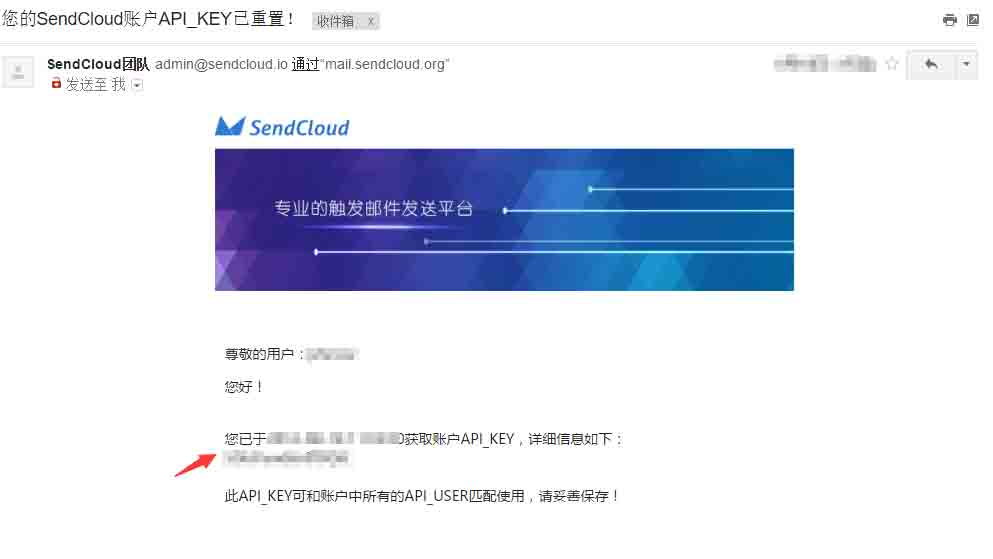 您的SendCloud账户API_KEY已重置！ 收件箱 x
SendCloud团队 admin@sendcloud.io 通过"mail.sendcloud.org"
发送至 我
SendCloud
专业的触发邮件发送平台
尊敬的用户：
您好！
您已于 0获取账户API_KEY，详细信息如下：
此API_KEY可和账户中所有的API_USER匹配使用，请妥善保存！